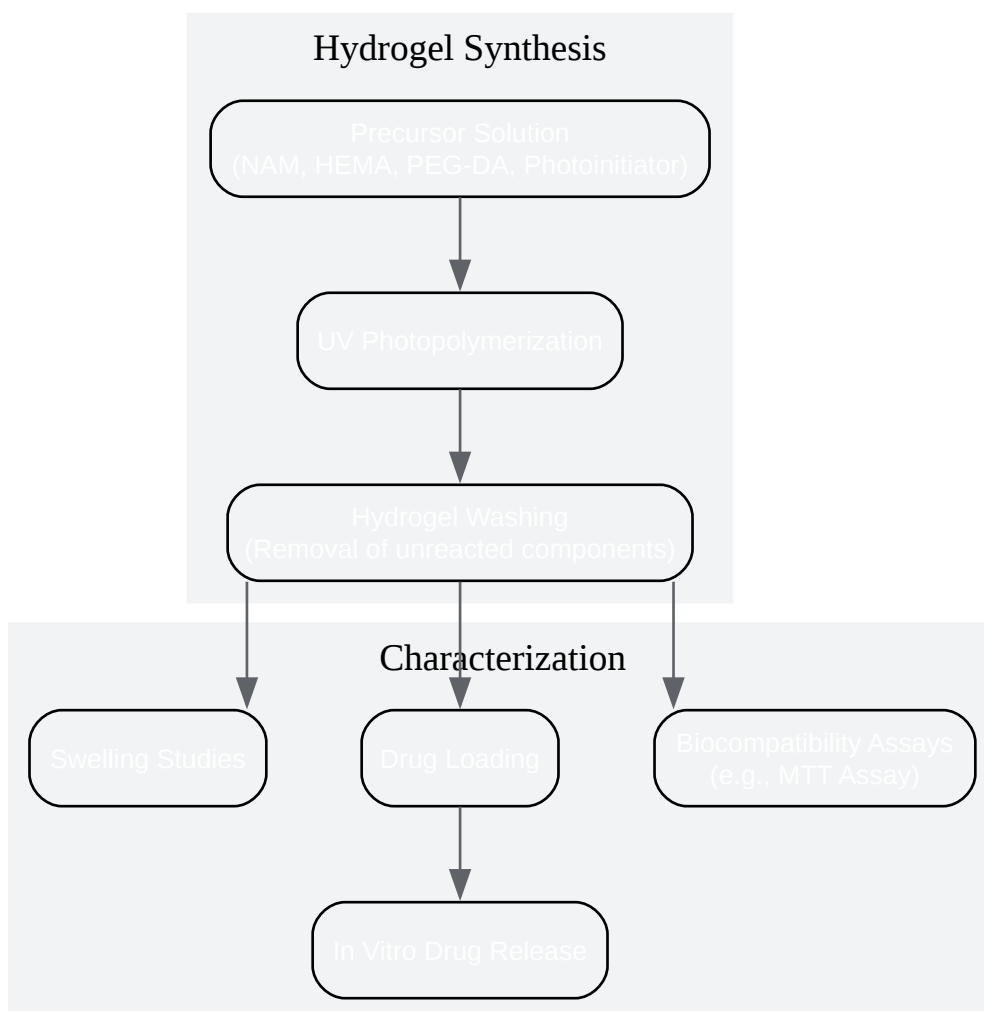 Hydrogel Synthesis
Precursor Solution
(NAM, HEMA, PEG-DA, Photoinitiator)
UV Photopolymerization
Hydrogel Washing
(Removal of unreacted components)
Characterization
Swelling Studies
Drug Loading
Biocompatibility Assays
(e.g., MTT Assay)
In Vitro Drug Release